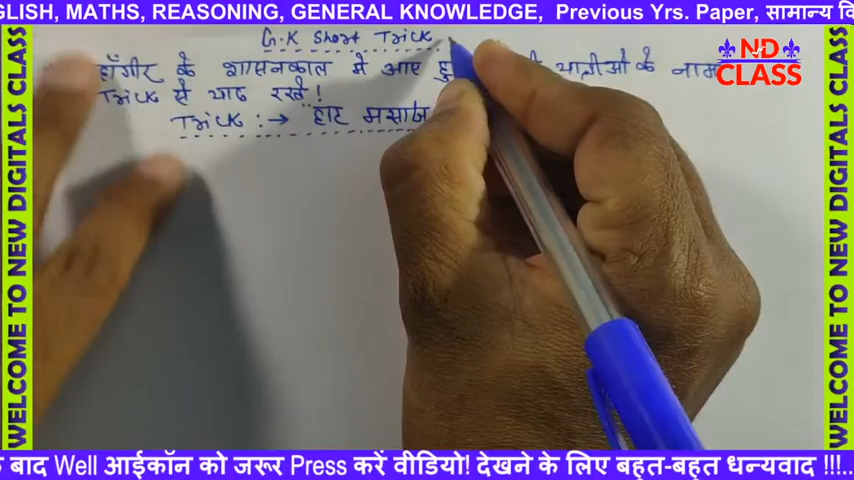 GLISH, MATHS, REASONING, GENERAL KNOWLEDGE, Previous Yrs. Paper, सामान्य वि
G.K Short Trick
हाँगीर के शासनकाल में आए हु यात्रीओ के नाम
Trick से याद रखें!
Trick :→ हाट मसाज
ND
CLASS
WELCOME TO NEW DIGITALS CLASS
WELCOME TO NEW DIGITALS CLASS
के बाद Well आईकॉन को जरूर Press करें वीडियो! देखने के लिए बहुत-बहुत धन्यवाद !!!..